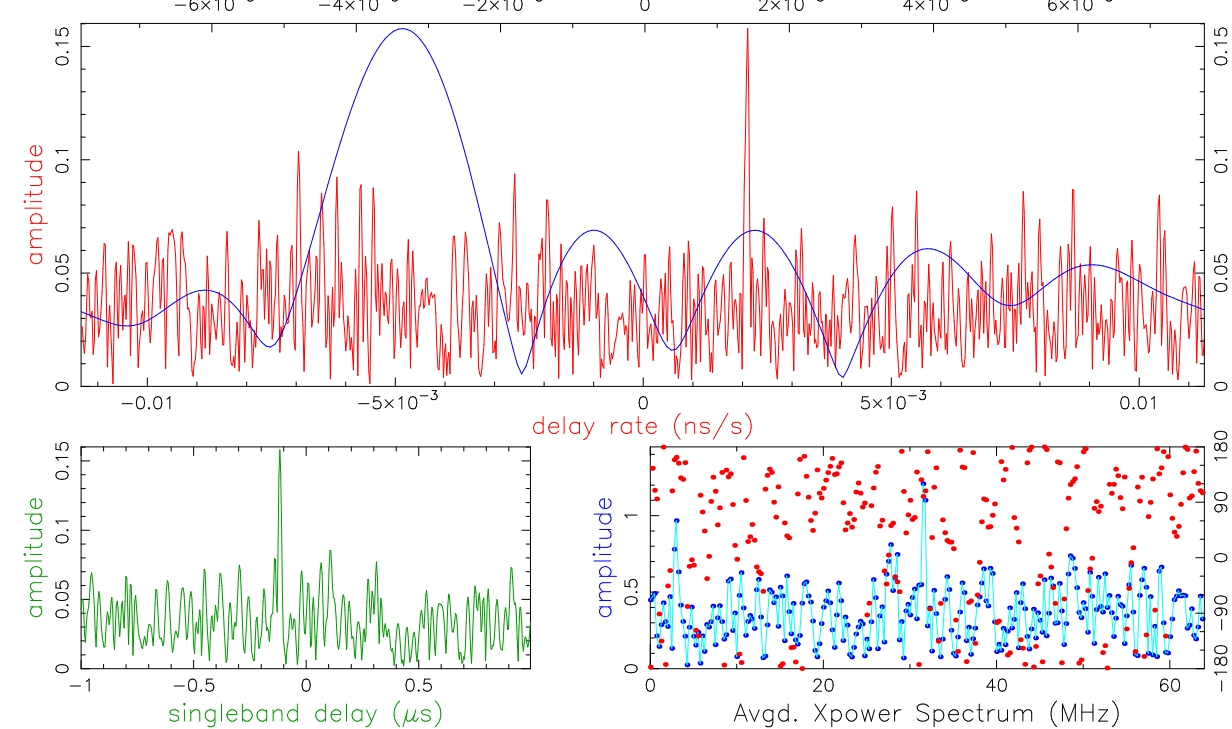 −6×10 −4×10 −2×10 0 2×10 4×10 6×10
amplitude
0 0.05 0.1 0.15
0 0.05 0.1 0.15
−0.01 −5×10⁻³ 0 5×10⁻³ 0.01
delay rate (ns/s)
amplitude
0 0.05 0.1 0.15
−1 −0.5 0 0.5
singleband delay (μs)
amplitude
0 0.5 1
−180 −90 0 90 180
0 20 40 60
Avgd. Xpower Spectrum (MHz)